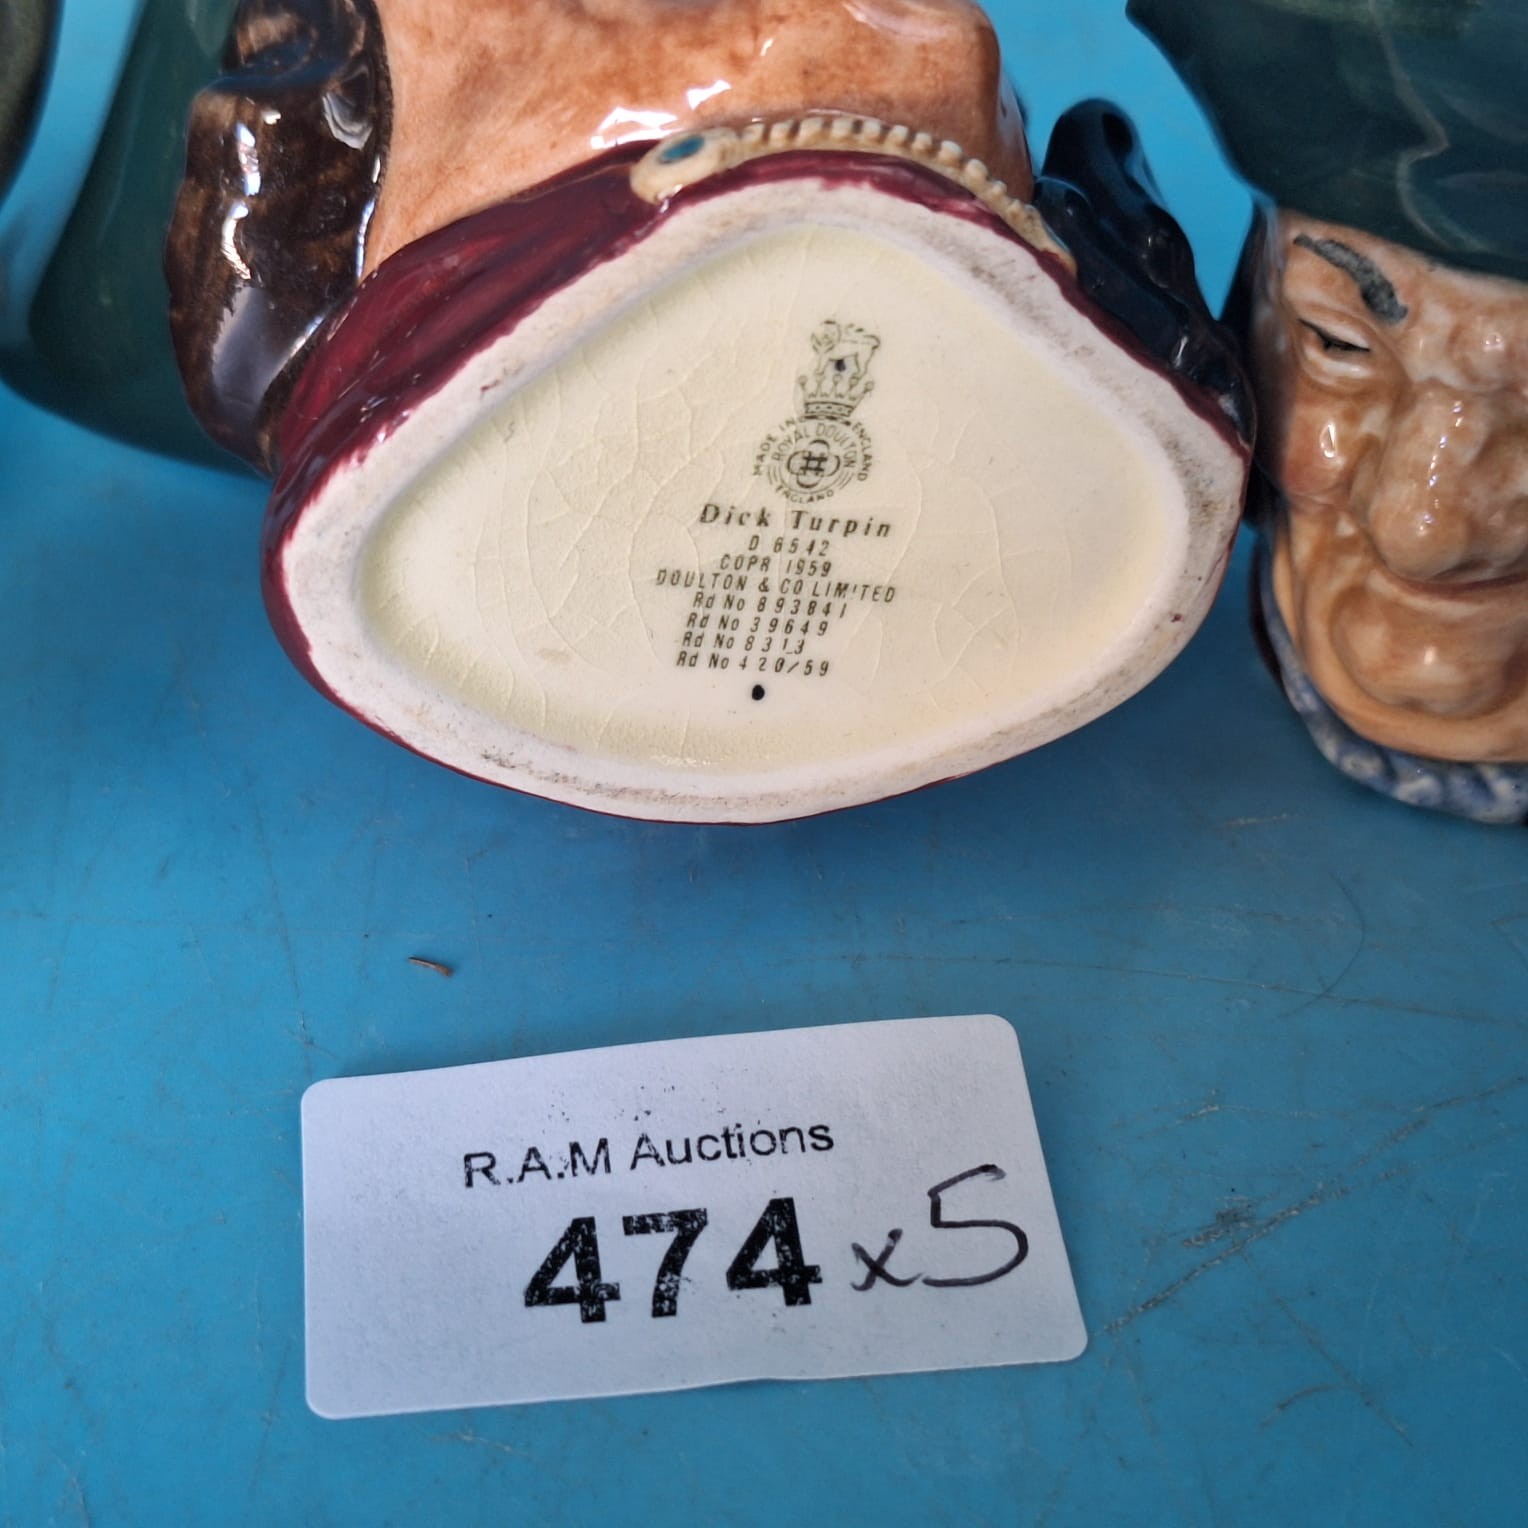 MADE IN ENGLAND
ROYAL DOULTON
ENGLAND
Dick Turpin
D 6542
COPR 1959
DOULTON & CO LIMITED
Rd No 893841
Rd No 39649
Rd No 8313
Rd No 420/59
R.A.M Auctions
474 x5